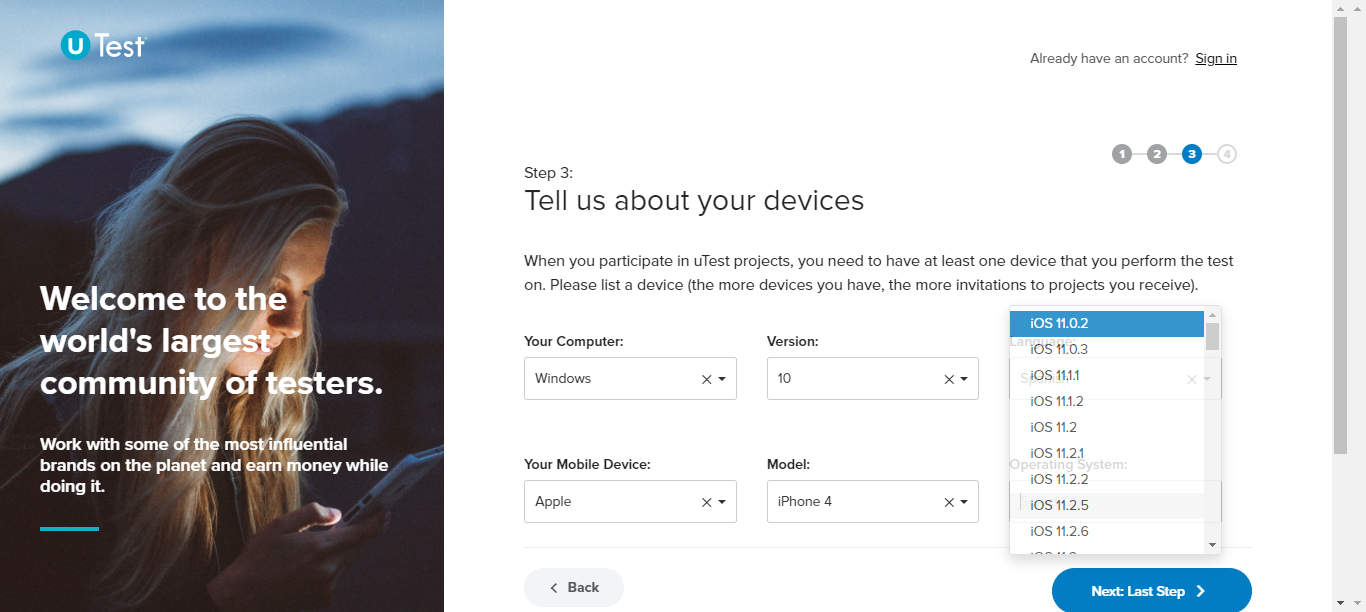 U Test
Already have an account? Sign in
1 2 3 4
Step 3:
Tell us about your devices
When you participate in uTest projects, you need to have at least one device that you perform the test
on. Please list a device (the more devices you have, the more invitations to projects you receive).
Welcome to the
world's largest
community of testers.
Work with some of the most influential
brands on the planet and earn money while
doing it.
Your Computer:
Windows
Version:
10
Language:
Spanish
Your Mobile Device:
Apple
Model:
iPhone 4
Operating System:
iOS 11.0.2
iOS 11.0.3
iOS 11.1.1
iOS 11.1.2
iOS 11.2
iOS 11.2.1
iOS 11.2.2
iOS 11.2.5
iOS 11.2.6
Back
Next: Last Step